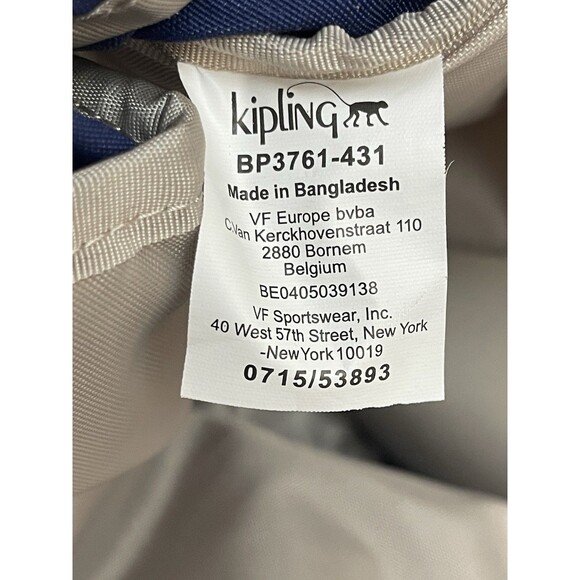 kipling
BP3761-431
Made in Bangladesh
VF Europe bvba
C.Van Kerckhovenstraat 110
2880 Bornem
Belgium
BE0405039138
VF Sportswear, Inc.
40 West 57th Street, New York
-NewYork 10019
0715/53893